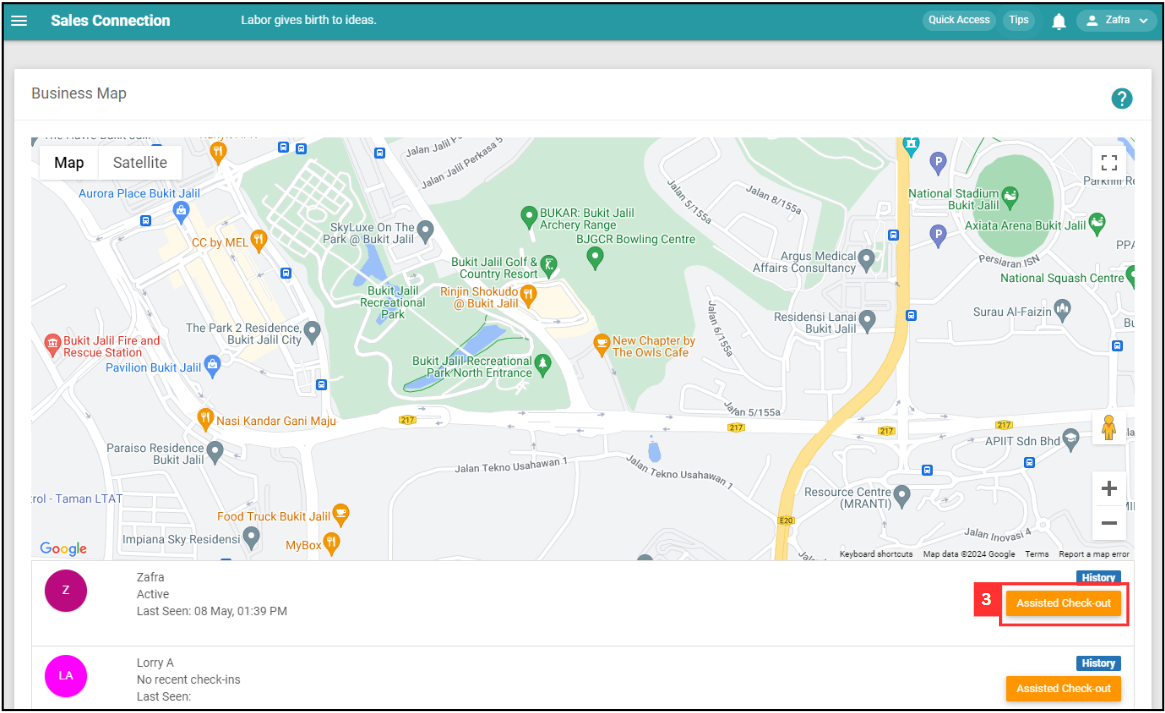 Sales Connection
Labor gives birth to ideas.
Quick Access
Tips
Zafra
Business Map
?
Map
Satellite
Jalan Jalil Perkasa 5
Jalan 5/155a
Jalan 8/155a
P
National Stadium
Bukit Jalil
Aurora Place Bukit Jalil
SkyLuxe On The
Park @ Bukit Jalil
BUKAR: Bukit Jalil
Archery Range
BJGCR Bowling Centre
Axiata Arena Bukit Jalil
P
CC by MEL
Bukit Jalil Golf &
Country Resort
Argus Medical
Affairs Consultancy
Persiaran ISN
National Squash Centre
Bukit Jalil
Recreational
Park
Rinjin Shokudo
@ Bukit Jalil
Jalan 6/155a
Residensi Lanai
Bukit Jalil
Surau Al-Faizin
The Park 2 Residence,
Bukit Jalil City
Bukit Jalil Fire and
Rescue Station
New Chapter by
The Owls Cafe
Pavilion Bukit Jalil
Bukit Jalil Recreational
Park North Entrance
Nasi Kandar Gani Maju
217
217
Jalan 5/155a
217
217
APIIT Sdn Bhd
Paraiso Residence
Bukit Jalil
Jalan Tekno Usahawan 1
Jalan Tekno Usahawan
Resource Centre
(MRANTI)
rol - Taman LTAT
Food Truck Bukit Jalil
E20
Impiana Sky Residensi
MyBox
Jalan Inovasi 4
+
−
Google
Keyboard shortcuts
Map data ©2024 Google
Terms
Report a map error
Z
Zafra
Active
Last Seen: 08 May, 01:39 PM
History
3
Assisted Check-out
LA
Lorry A
No recent check-ins
Last Seen:
History
Assisted Check-out